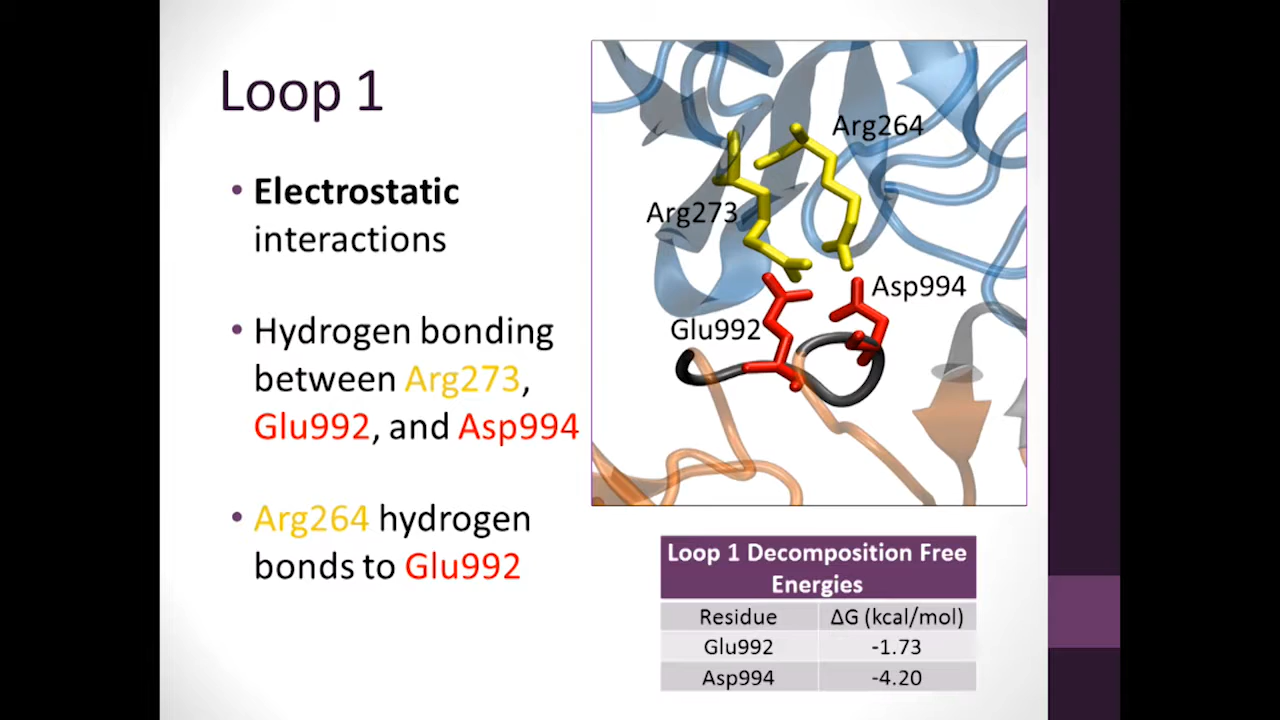 Loop 1
• Electrostatic
interactions
• Hydrogen bonding
between Arg273,
Glu992, and Asp994
• Arg264 hydrogen
bonds to Glu992
Arg264
Arg273
Asp994
Glu992
Loop 1 Decomposition Free
Energies
Residue ΔG (kcal/mol)
Glu992 -1.73
Asp994 -4.20